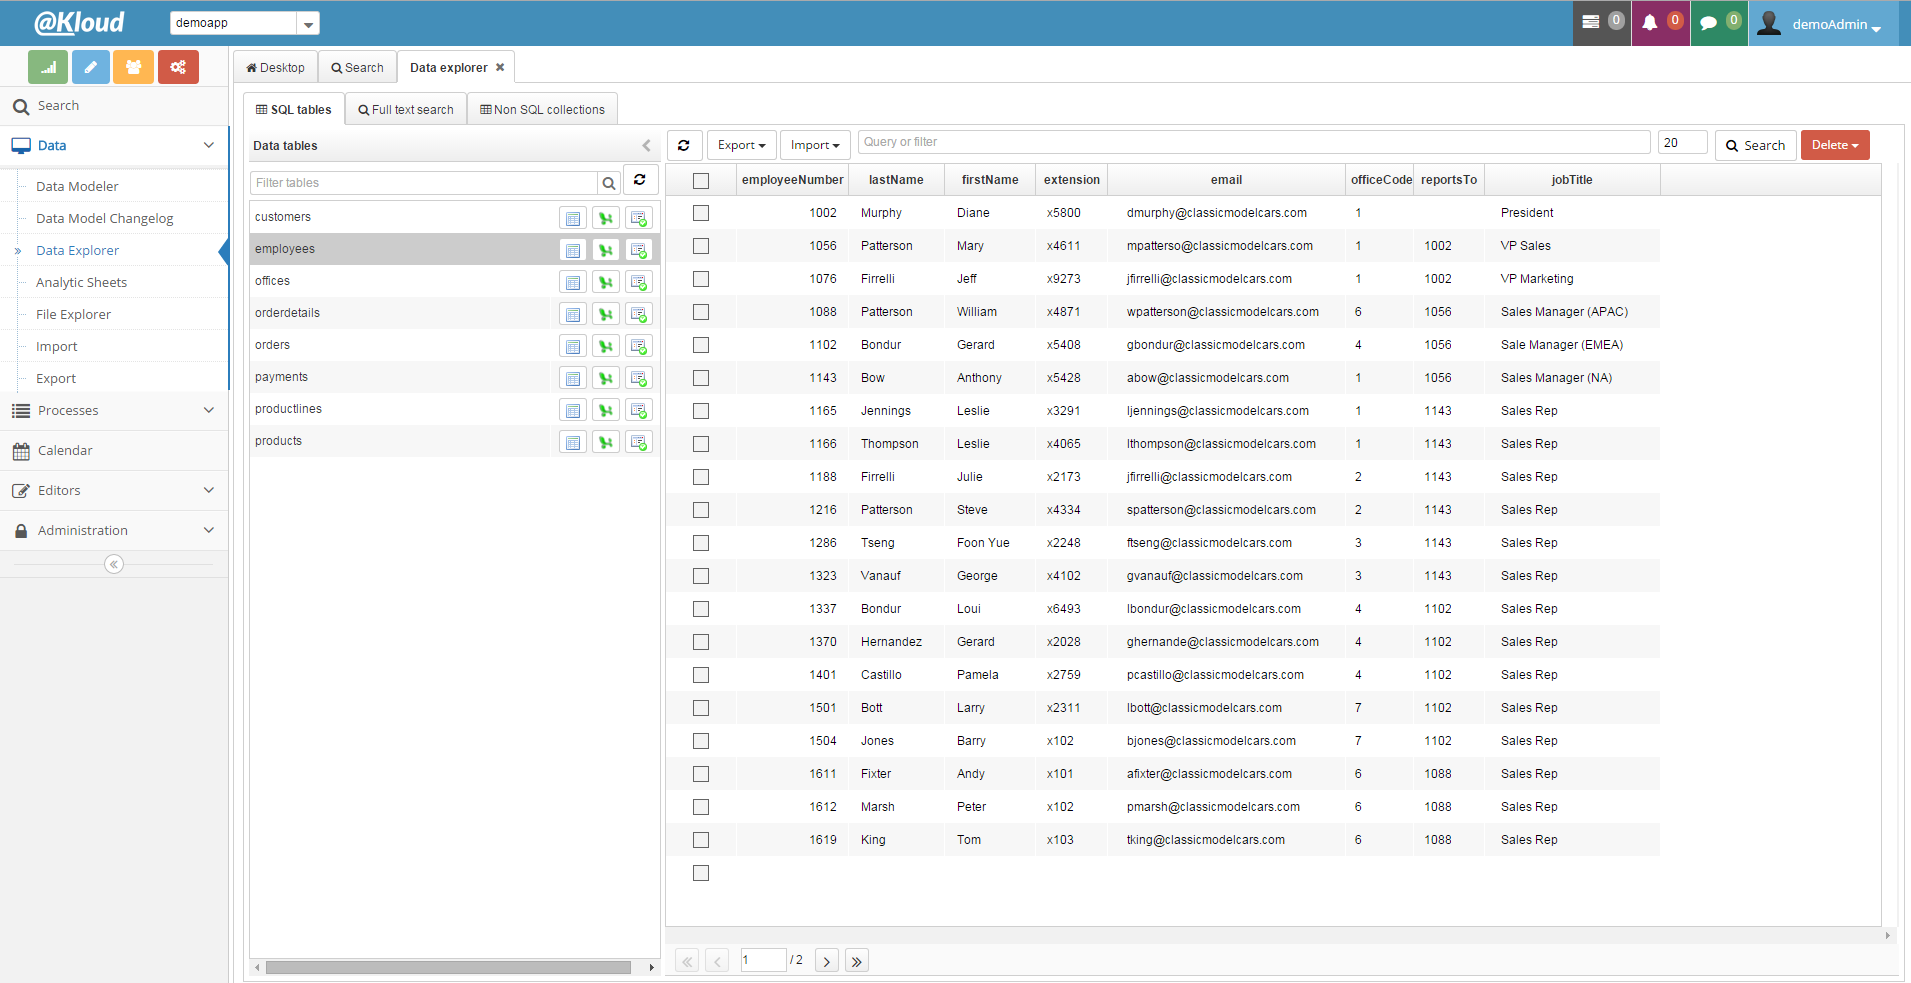 @Kloud
demoapp
0
0
0
demoAdmin
Desktop
Search
Data explorer
Search
Data
Data Modeler
Data Model Changelog
Data Explorer
Analytic Sheets
File Explorer
Import
Export
Processes
Calendar
Editors
Administration
SQL tables
Full text search
Non SQL collections
Data tables
Filter tables
customers
employees
offices
orderdetails
orders
payments
productlines
products
Export
Import
Query or filter
20
Search
Delete
employeeNumber lastName firstName extension email officeCode reportsTo jobTitle
1002 Murphy Diane x5800 dmurphy@classicmodelcars.com 1 President
1056 Patterson Mary x4611 mpatterso@classicmodelcars.com 1 1002 VP Sales
1076 Firrelli Jeff x9273 jfirrelli@classicmodelcars.com 1 1002 VP Marketing
1088 Patterson William x4871 wpatterson@classicmodelcars.com 6 1056 Sales Manager (APAC)
1102 Bondur Gerard x5408 gbondur@classicmodelcars.com 4 1056 Sale Manager (EMEA)
1143 Bow Anthony x5428 abow@classicmodelcars.com 1 1056 Sales Manager (NA)
1165 Jennings Leslie x3291 ljennings@classicmodelcars.com 1 1143 Sales Rep
1166 Thompson Leslie x4065 lthompson@classicmodelcars.com 1 1143 Sales Rep
1188 Firrelli Julie x2173 jfirrelli@classicmodelcars.com 2 1143 Sales Rep
1216 Patterson Steve x4334 spatterson@classicmodelcars.com 2 1143 Sales Rep
1286 Tseng Foon Yue x2248 ftseng@classicmodelcars.com 3 1143 Sales Rep
1323 Vanauf George x4102 gvanauf@classicmodelcars.com 3 1143 Sales Rep
1337 Bondur Loui x6493 lbondur@classicmodelcars.com 4 1102 Sales Rep
1370 Hernandez Gerard x2028 ghernande@classicmodelcars.com 4 1102 Sales Rep
1401 Castillo Pamela x2759 pcastillo@classicmodelcars.com 4 1102 Sales Rep
1501 Bott Larry x2311 lbott@classicmodelcars.com 7 1102 Sales Rep
1504 Jones Barry x102 bjones@classicmodelcars.com 7 1102 Sales Rep
1611 Fixter Andy x101 afixter@classicmodelcars.com 6 1088 Sales Rep
1612 Marsh Peter x102 pmarsh@classicmodelcars.com 6 1088 Sales Rep
1619 King Tom x103 tking@classicmodelcars.com 6 1088 Sales Rep
1 / 2